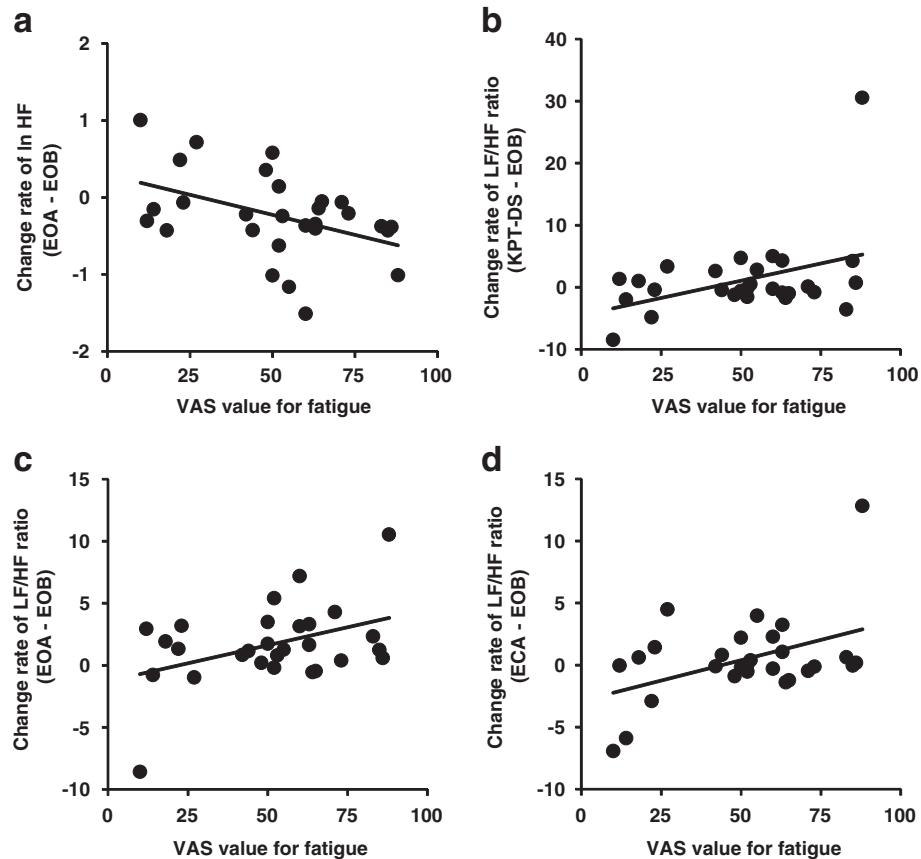 a
2
1
0
-1
-2
0
25
50
75
100
Change rate of ln HF
(EOA - EOB)
VAS value for fatigue
b
40
30
20
10
0
-10
0
25
50
75
100
Change rate of LF/HF ratio
(KPT-DS - EOB)
VAS value for fatigue
c
15
10
5
0
-5
-10
0
25
50
75
100
Change rate of LF/HF ratio
(EOA - EOB)
VAS value for fatigue
d
15
10
5
0
-5
-10
0
25
50
75
100
Change rate of LF/HF ratio
(ECA - EOB)
VAS value for fatigue